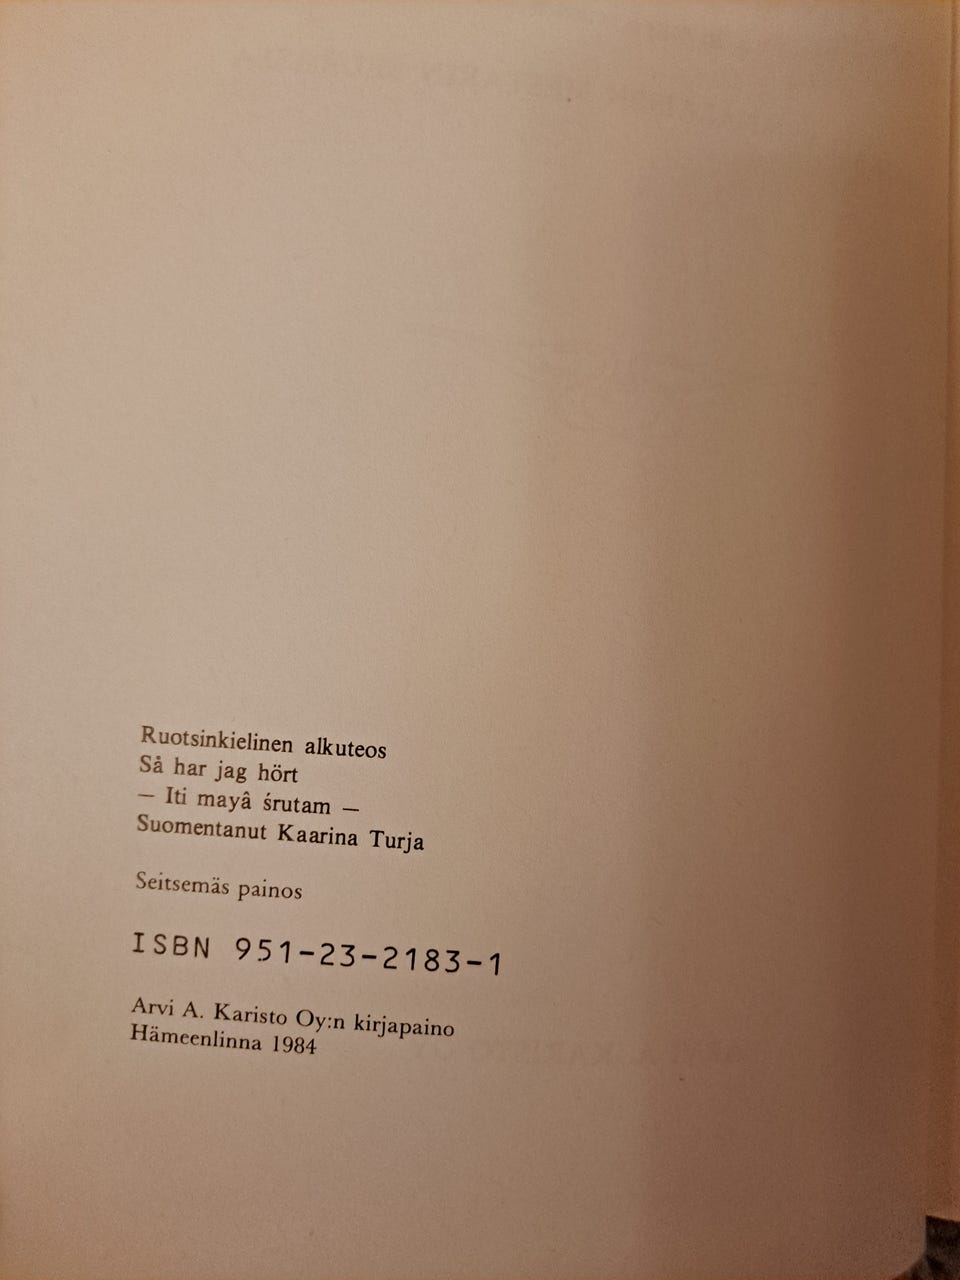 Ruotsinkielinen alkuteos
Så har jag hört
— Iti mayâ śrutam —
Suomentanut Kaarina Turja
Seitsemäs painos
ISBN 951-23-2183-1
Arvi A. Karisto Oy:n kirjapaino
Hämeenlinna 1984